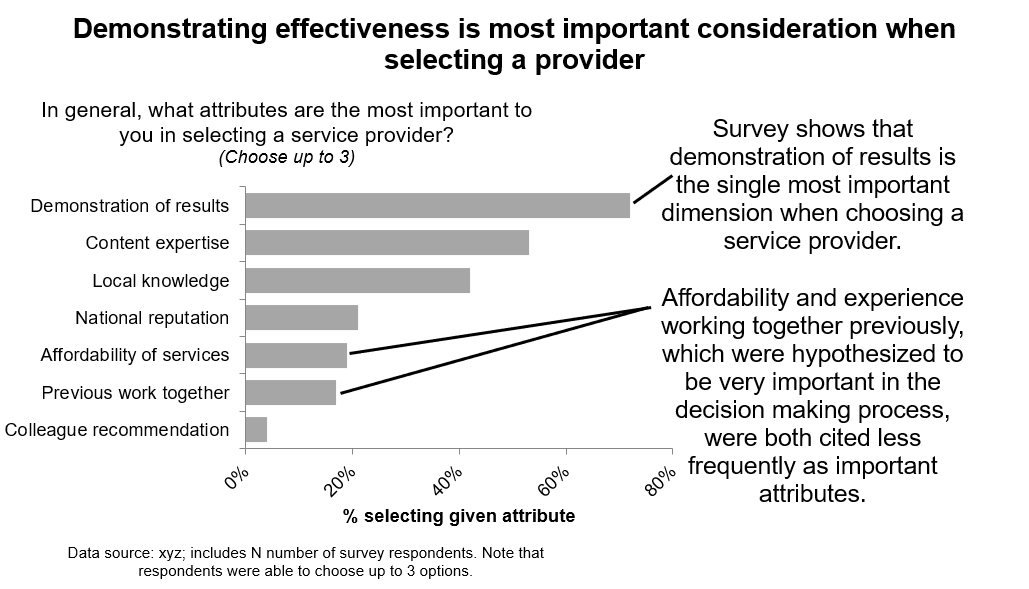 Demonstrating effectiveness is most important consideration when
selecting a provider
In general, what attributes are the most important to
you in selecting a service provider?
(Choose up to 3)
Demonstration of results
Content expertise
Local knowledge
National reputation
Affordability of services
Previous work together
Colleague recommendation
0%
20%
40%
60%
80%
% selecting given attribute
Survey shows that
demonstration of results is
the single most important
dimension when choosing a
service provider.
Affordability and experience
working together previously,
which were hypothesized to
be very important in the
decision making process,
were both cited less
frequently as important
attributes.
Data source: xyz; includes N number of survey respondents. Note that
respondents were able to choose up to 3 options.